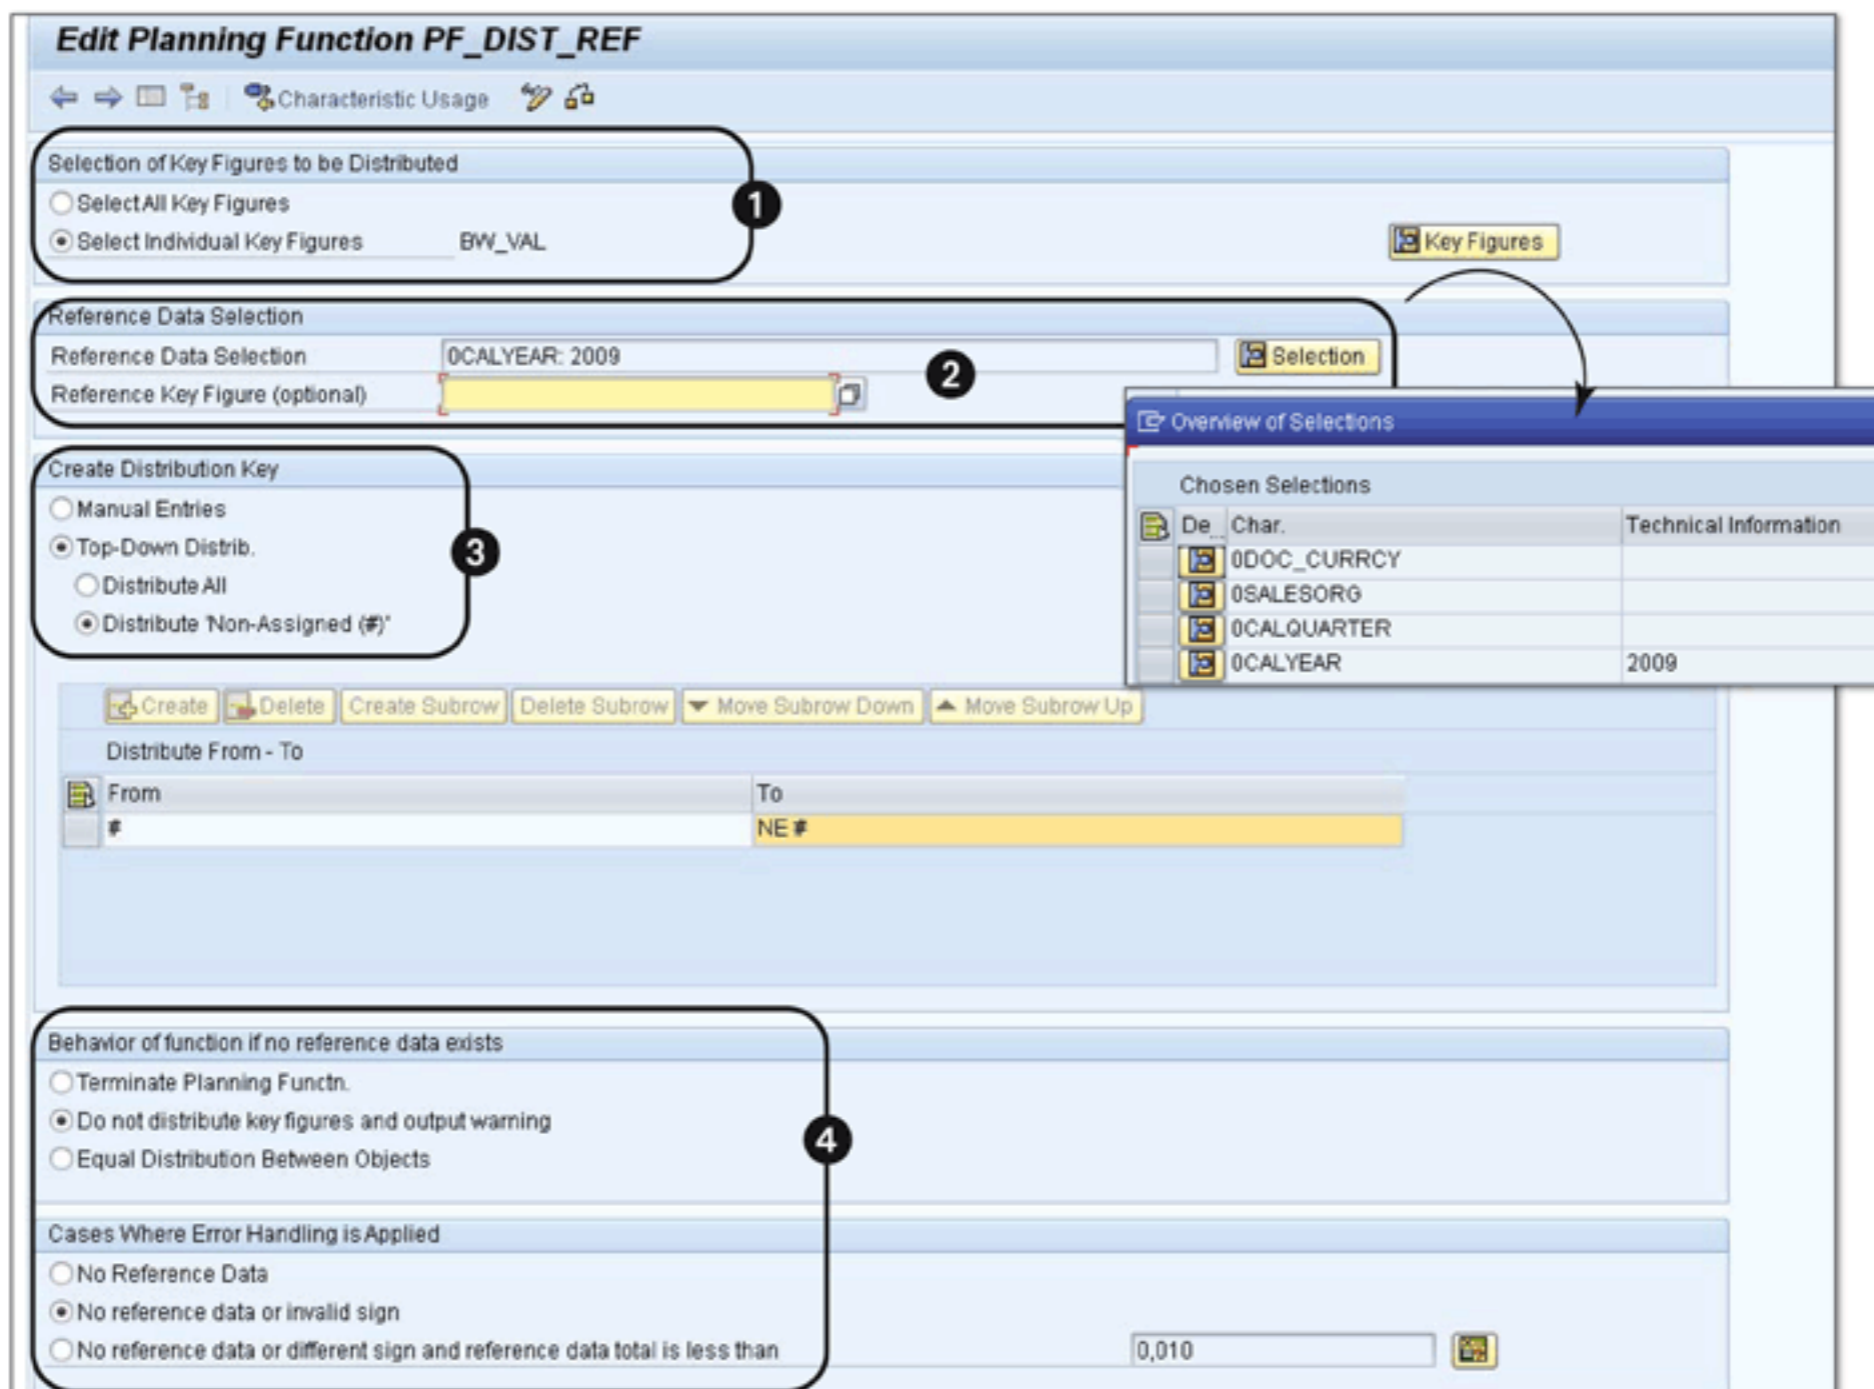 Edit Planning Function PF_DIST_REF
Characteristic Usage
Selection of Key Figures to be Distributed
Select All Key Figures
1
Select Individual Key Figures BW_VAL
Key Figures
Reference Data Selection
Reference Data Selection 0CALYEAR: 2009
Selection
2
Reference Key Figure (optional)
Overview of Selections
Chosen Selections
De... Char. Technical Information
0DOC_CURRCY
0SALESORG
0CALQUARTER
0CALYEAR 2009
Create Distribution Key
Manual Entries
Top-Down Distrib.
3
Distribute All
Distribute 'Non-Assigned (#)"
Create Delete Create Subrow Delete Subrow Move Subrow Down Move Subrow Up
Distribute From - To
From To
# NE #
Behavior of function if no reference data exists
Terminate Planning Functn.
Do not distribute key figures and output warning
4
Equal Distribution Between Objects
Cases Where Error Handling is Applied
No Reference Data
No reference data or invalid sign
No reference data or different sign and reference data total is less than 0,010